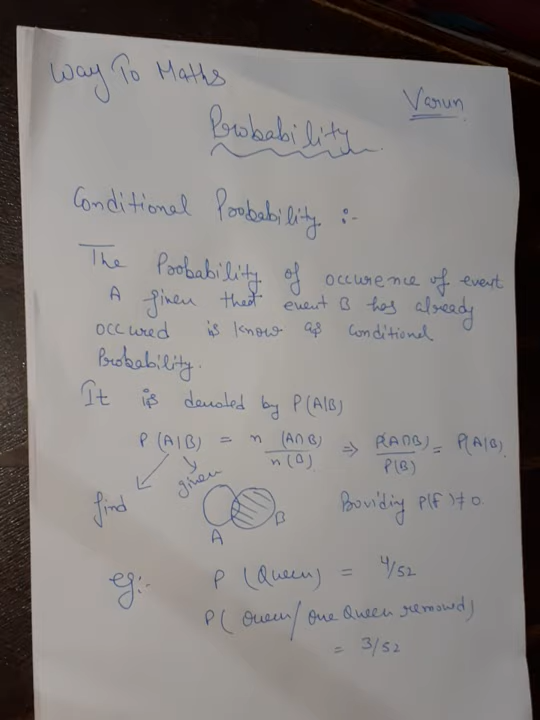 Way To Maths
Varun
Probability
Conditional Probability :-
The Probability of occurence of event
A given that event B has already
occured is know as conditional
Probability.
It is denoted by P(A|B)
P(A|B) = n (A∩B) / n(B) ⇒ P(A∩B) / P(B) = P(A|B).
find given
A B
Providing P(F) ≠ 0
eg:- P (Queen) = 4/52
P( Queen/ one Queen removed)
= 3/52